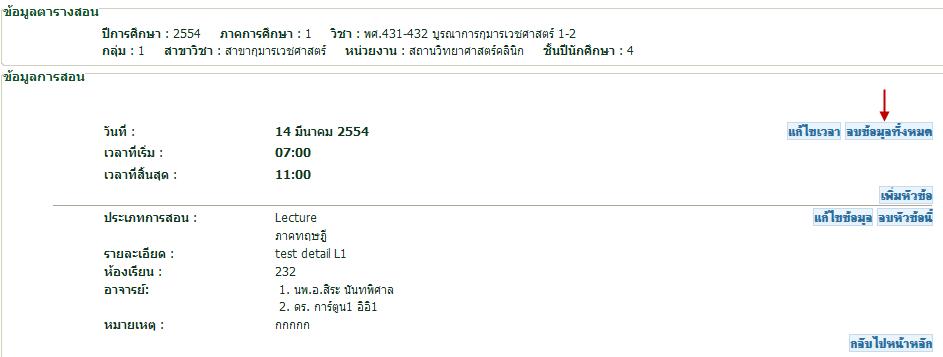 ข้อมูลตารางสอน
ปีการศึกษา : 2554 ภาคการศึกษา : 1 วิชา : พศ.431-432 บูรณาการกุมารเวชศาสตร์ 1-2
กลุ่ม : 1 สาขาวิชา : สาขากุมารเวชศาสตร์ หน่วยงาน : สถานวิทยาศาสตร์คลินิก ชั้นปีนักศึกษา : 4
ข้อมูลการสอน
วันที่ : 14 มีนาคม 2554 แก้ไขเวลา ลบข้อมูลทั้งหมด
เวลาที่เริ่ม : 07:00
เวลาที่สิ้นสุด : 11:00
เพิ่มหัวข้อ
ประเภทการสอน : Lecture แก้ไขข้อมูล ลบหัวข้อนี้
ภาคทฤษฎี
รายละเอียด : test detail L1
ห้องเรียน : 232
อาจารย์: 1. นพ.อ.สิระ นันทพิศาล
2. ดร. การ์ตูน1 อิอิ1
หมายเหตุ : กกกกก
กลับไปหน้าหลัก